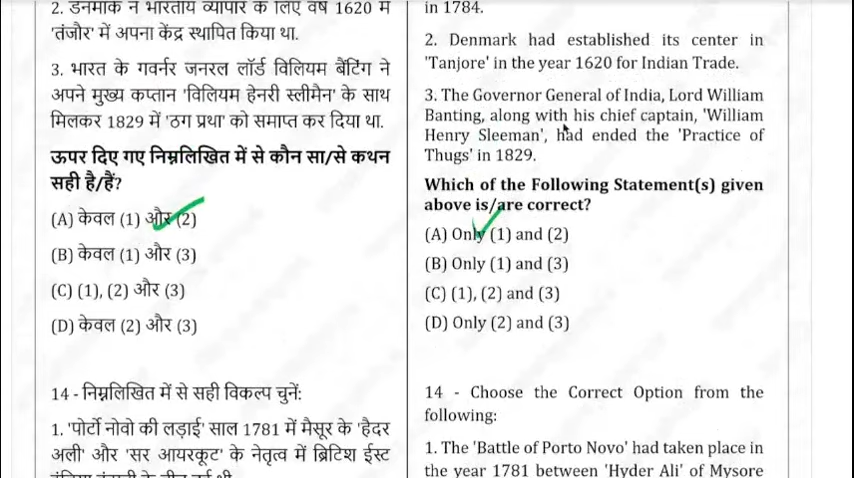 2. डेनमार्क ने भारतीय व्यापार के लिए वर्ष 1620 में
'तंजौर' में अपना केंद्र स्थापित किया था.
3. भारत के गवर्नर जनरल लॉर्ड विलियम बैंटिंग ने
अपने मुख्य कप्तान 'विलियम हेनरी स्लीमैन' के साथ
मिलकर 1829 में 'ठग प्रथा' को समाप्त कर दिया था.
ऊपर दिए गए निम्नलिखित में से कौन सा/से कथन
सही है/हैं?
(A) केवल (1) और (2)
(B) केवल (1) और (3)
(C) (1), (2) और (3)
(D) केवल (2) और (3)
14 - निम्नलिखित में से सही विकल्प चुनें:
1. 'पोर्टो नोवो की लड़ाई' साल 1781 में मैसूर के 'हैदर
अली' और 'सर आयरकूट' के नेतृत्व में ब्रिटिश ईस्ट
in 1784.
2. Denmark had established its center in
'Tanjore' in the year 1620 for Indian Trade.
3. The Governor General of India, Lord William
Banting, along with his chief captain, 'William
Henry Sleeman', had ended the 'Practice of
Thugs' in 1829.
Which of the Following Statement(s) given
above is/are correct?
(A) Only (1) and (2)
(B) Only (1) and (3)
(C) (1), (2) and (3)
(D) Only (2) and (3)
14 - Choose the Correct Option from the
following:
1. The 'Battle of Porto Novo' had taken place in
the year 1781 between 'Hyder Ali' of Mysore